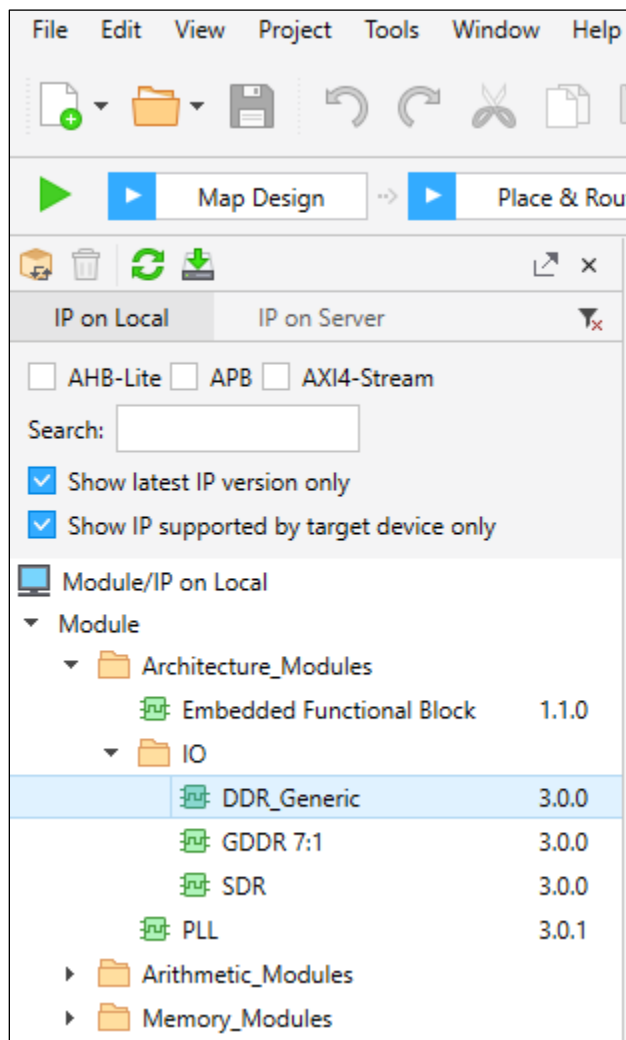 File Edit View Project Tools Window Help
Map Design Place & Rou
IP on Local IP on Server
AHB-Lite APB AXI4-Stream
Search:
Show latest IP version only
Show IP supported by target device only
Module/IP on Local
Module
Architecture_Modules
Embedded Functional Block 1.1.0
IO
DDR_Generic 3.0.0
GDDR 7:1 3.0.0
SDR 3.0.0
PLL 3.0.1
Arithmetic_Modules
Memory_Modules